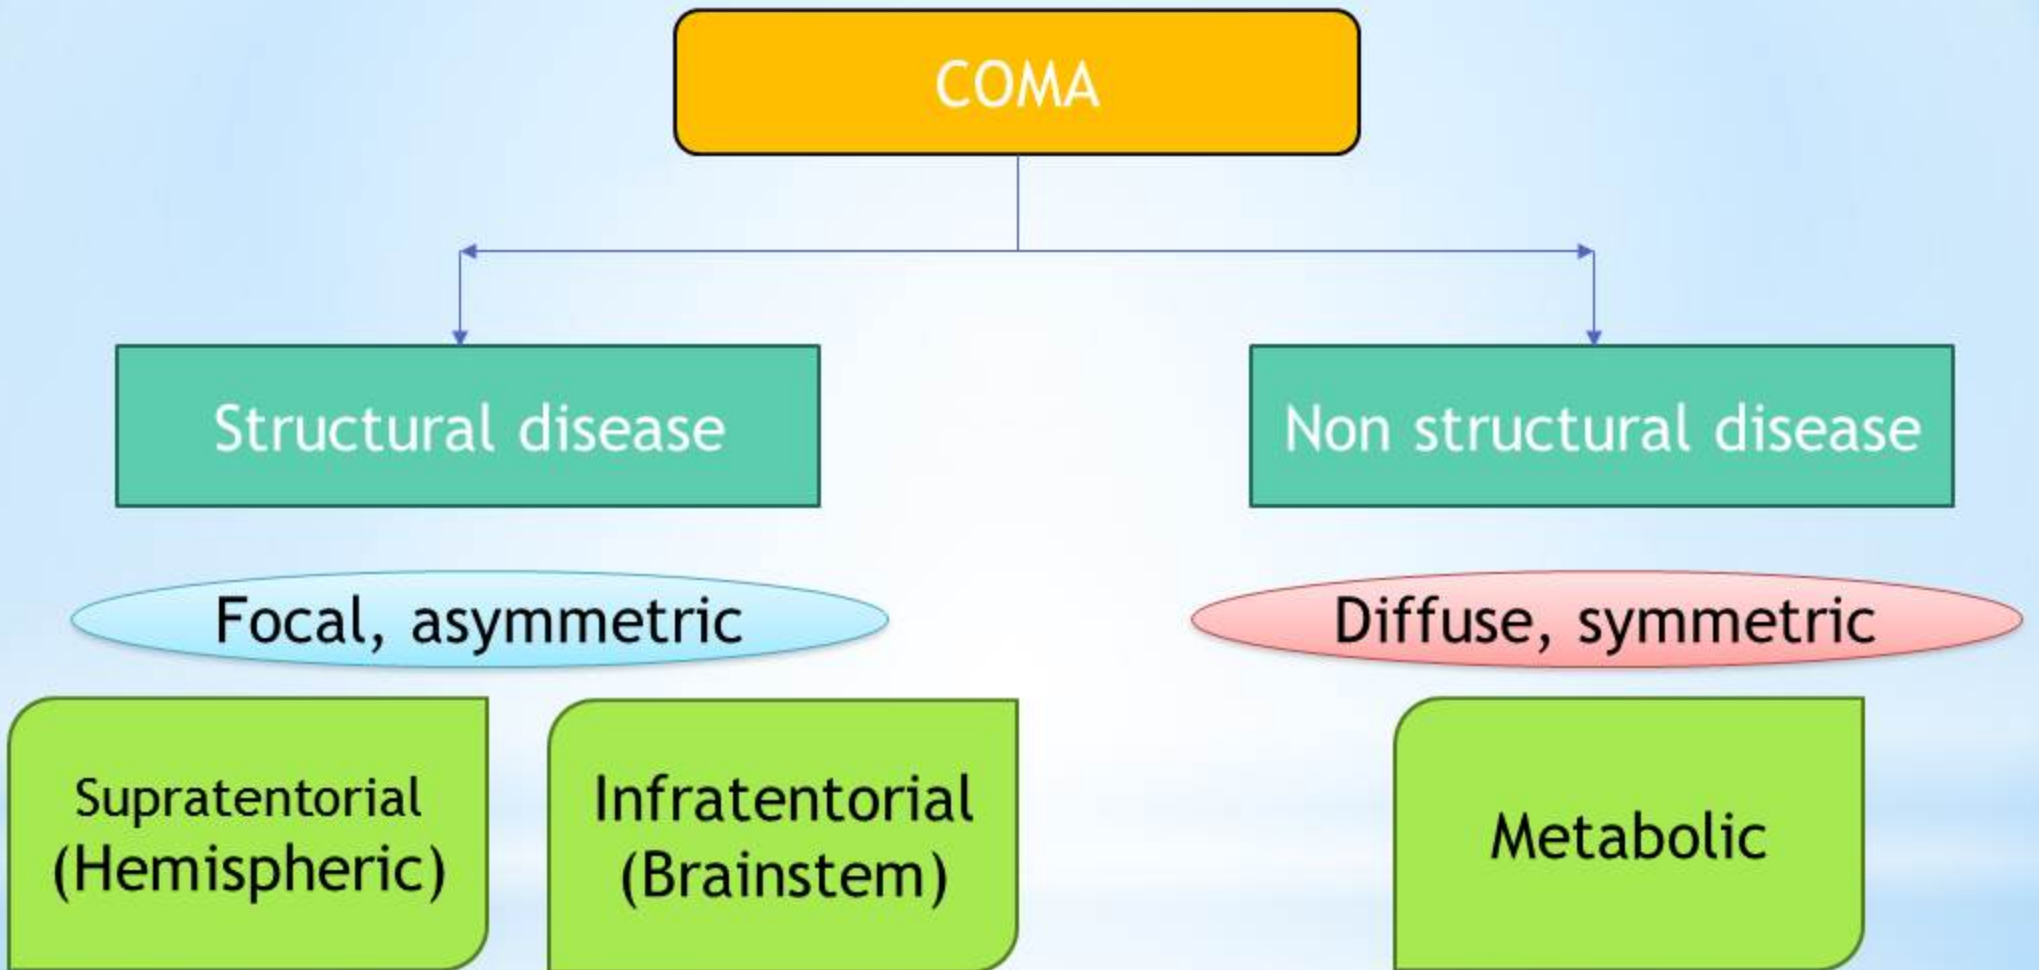 COMA
Structural disease
Non structural disease
Focal, asymmetric
Diffuse, symmetric
Supratentorial
(Hemispheric)
Infratentorial
(Brainstem)
Metabolic